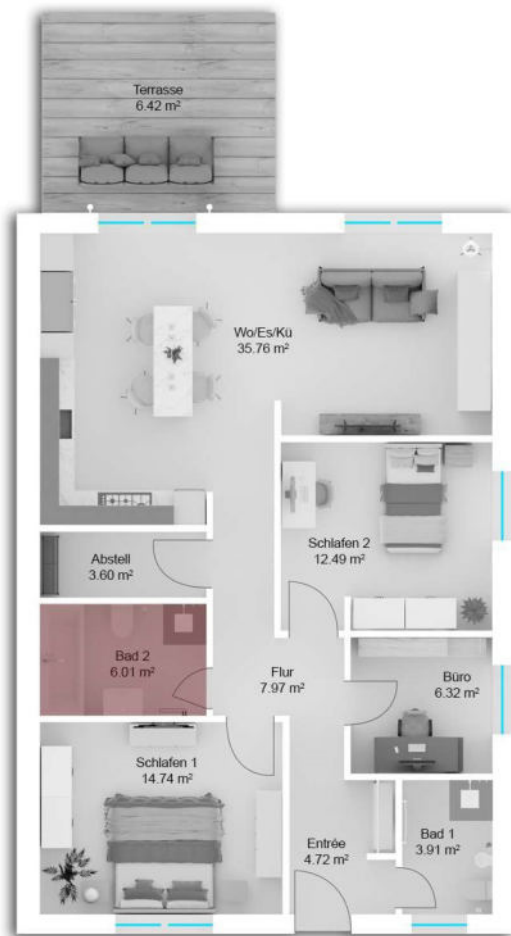 Terrasse
6.42 m²
Wo/Es/Kü
35.76 m²
Schlafen 2
12.49 m²
Abstell
3.60 m²
Bad 2
6.01 m²
Flur
7.97 m²
Büro
6.32 m²
Schlafen 1
14.74 m²
Entrée
4.72 m²
Bad 1
3.91 m²